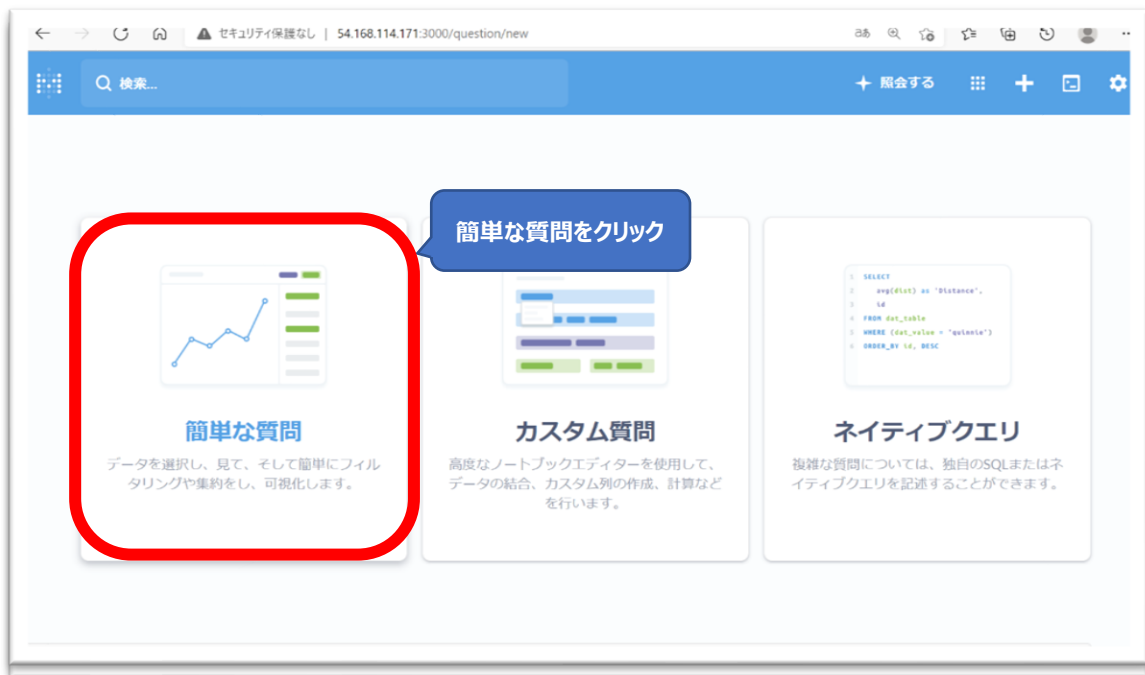 セキュリティ保護なし | 54.168.114.171:3000/question/new
検索...
照会する
簡単な質問をクリック
簡単な質問
データを選択し、見て、そして簡単にフィル
タリングや集約をし、可視化します。
カスタム質問
高度なノートブックエディターを使用して、
データの結合、カスタム列の作成、計算など
を行います。
1 SELECT
2 avg(dist) as 'Distance',
3 id
4 FROM dat_table
5 WHERE (dat_value = 'quinnie')
6 ORDER_BY id, DESC
ネイティブクエリ
複雑な質問については、独自のSQLまたはネ
イティブクエリを記述することができます。